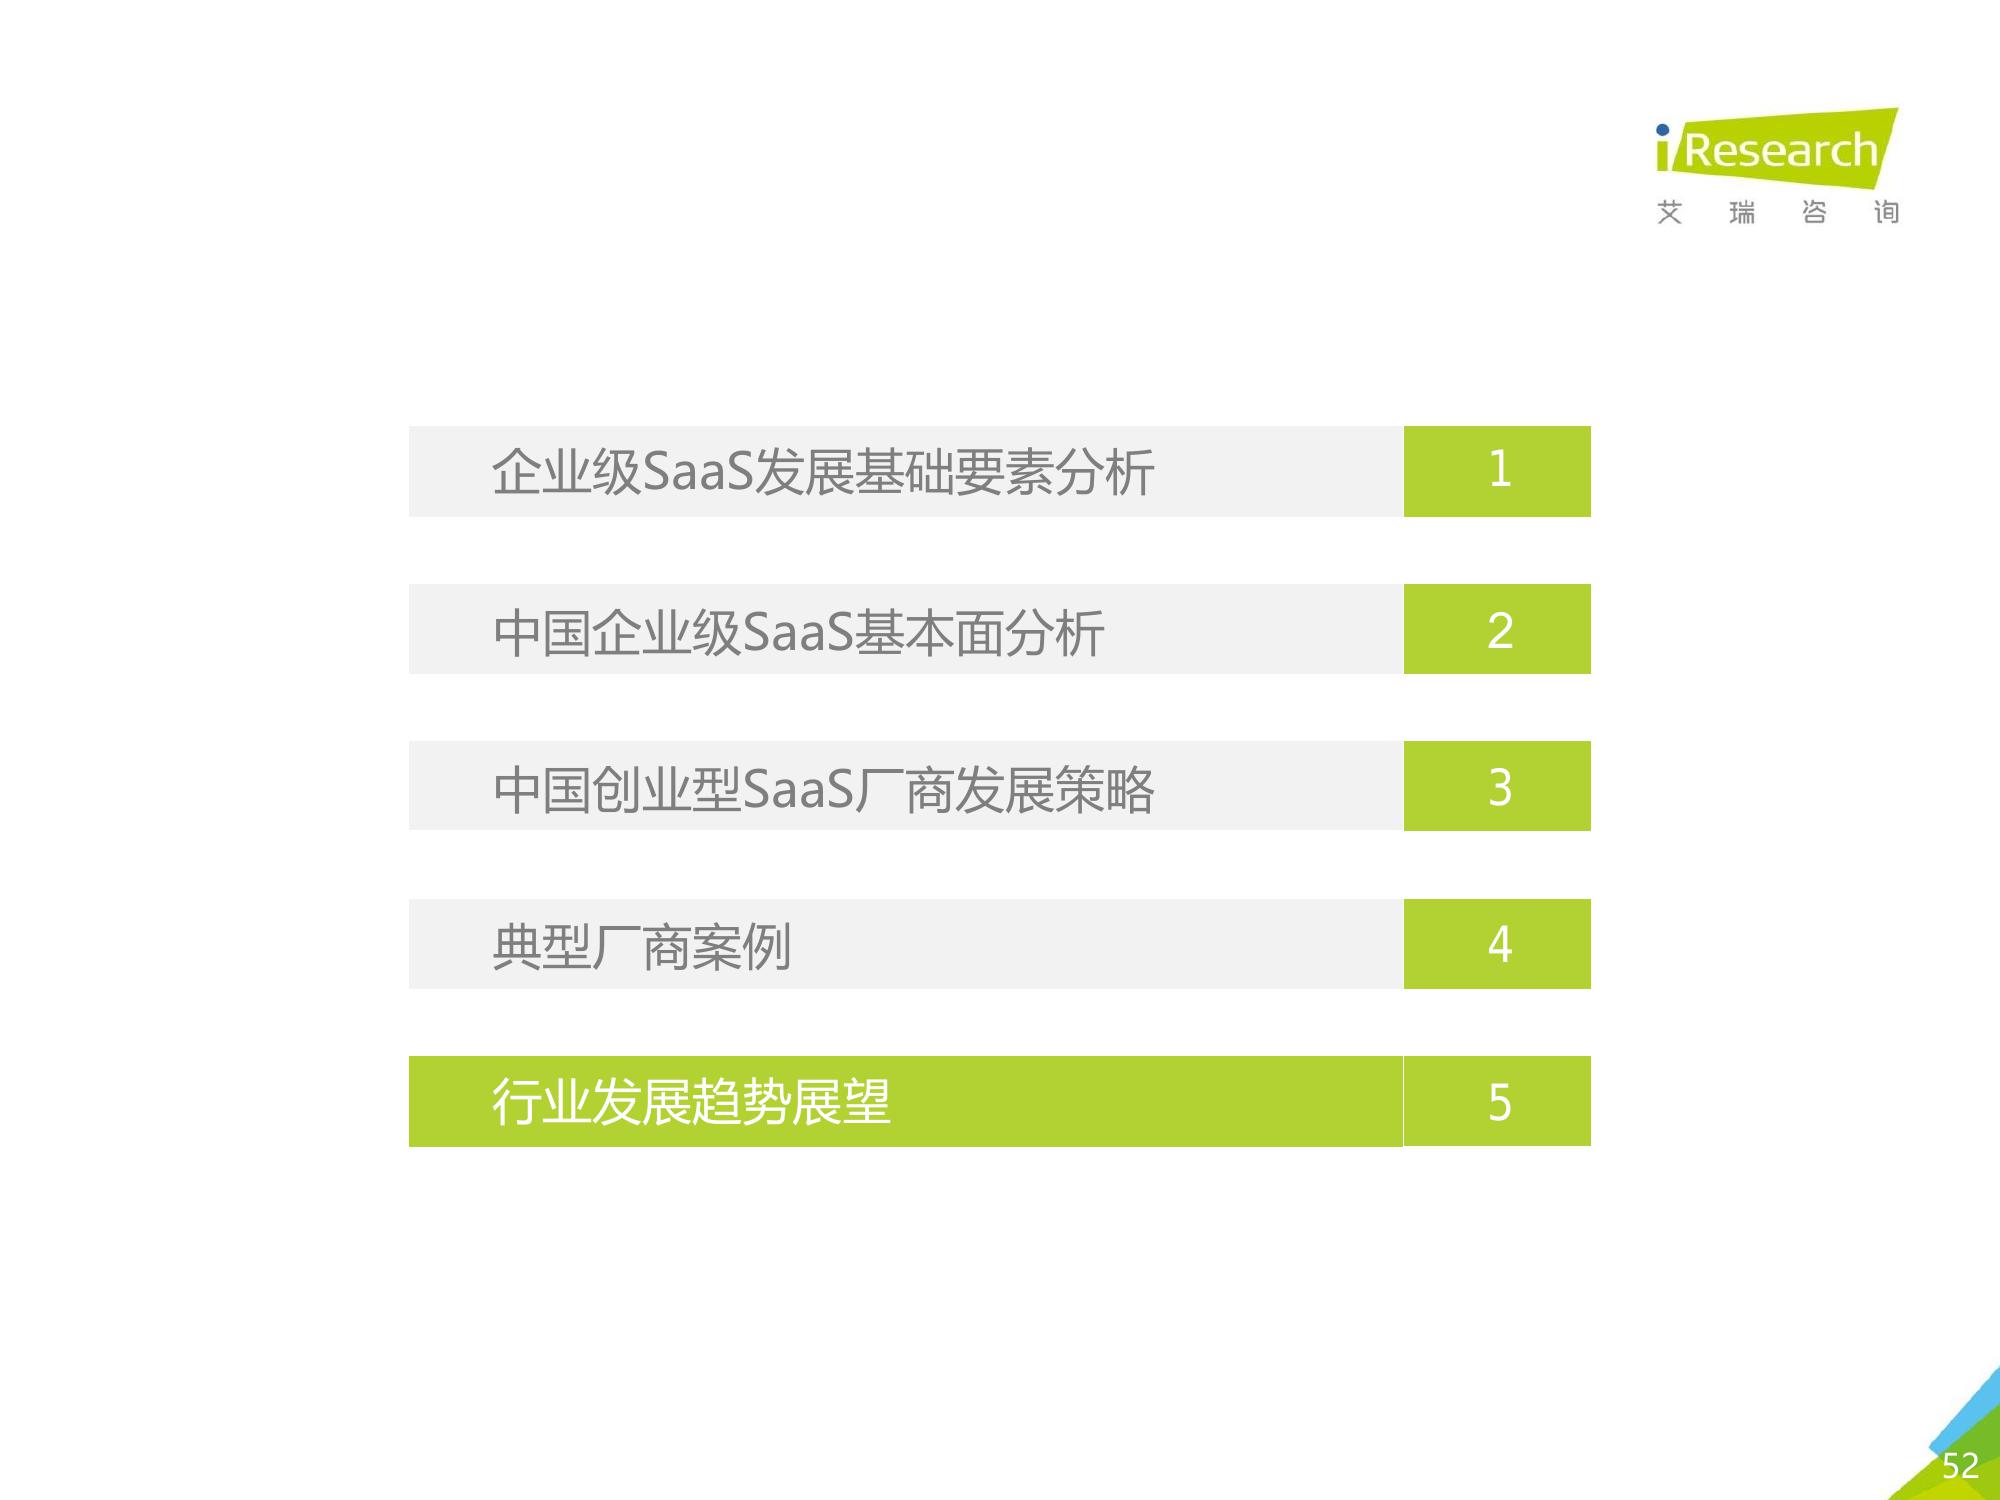 iResearch
艾瑞咨询
企业级SaaS发展基础要素分析 1
中国企业级SaaS基本面分析 2
中国创业型SaaS厂商发展策略 3
典型厂商案例 4
行业发展趋势展望 5
52